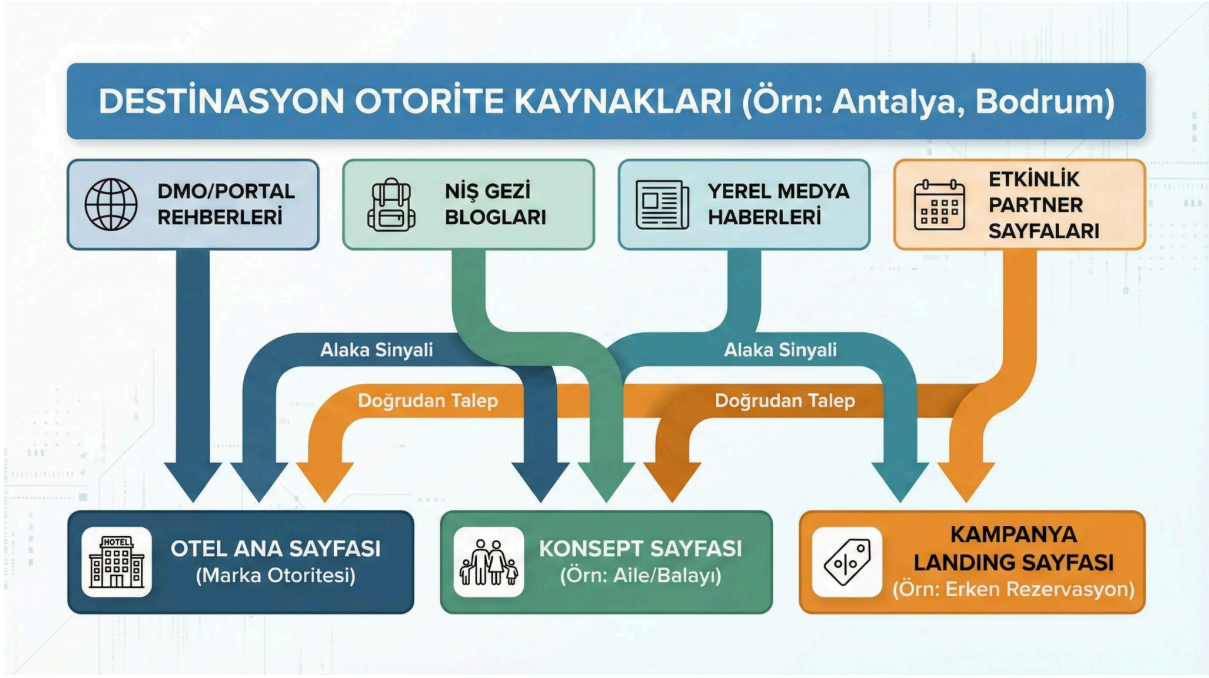 DESTİNASYON OTORİTE KAYNAKLARI (Örn: Antalya, Bodrum)
DMO/PORTAL
REHBERLERİ
NİŞ GEZİ
BLOGLARI
YEREL MEDYA
HABERLERİ
ETKİNLİK
PARTNER
SAYFALARI
Alaka Sinyali
Alaka Sinyali
Doğrudan Talep
Doğrudan Talep
HOTEL
OTEL ANA SAYFASI
(Marka Otoritesi)
KONSEPT SAYFASI
(Örn: Aile/Balayı)
KAMPANYA
LANDING SAYFASI
(Örn: Erken Rezervasyon)